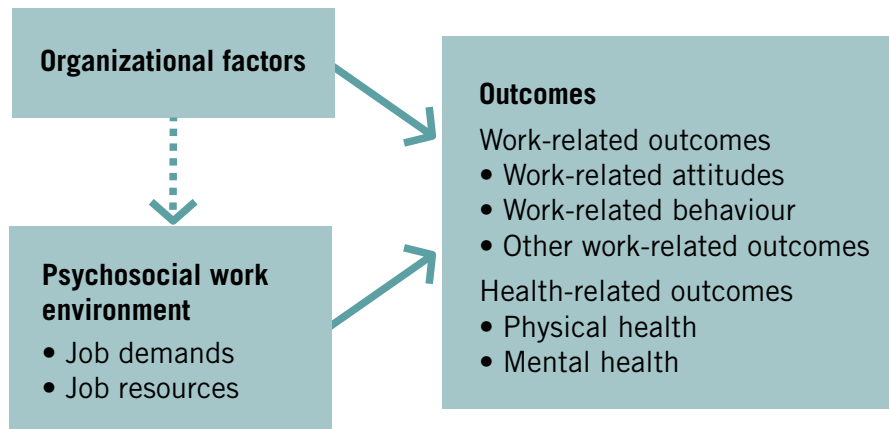 Organizational factors
Psychosocial work
environment
• Job demands
• Job resources
Outcomes
Work-related outcomes
• Work-related attitudes
• Work-related behaviour
• Other work-related outcomes
Health-related outcomes
• Physical health
• Mental health